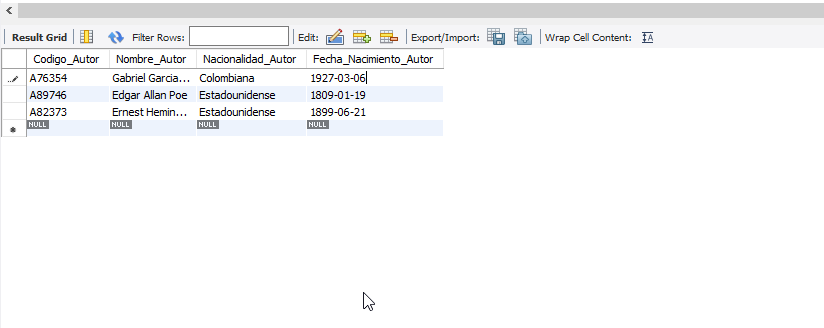 Result Grid Filter Rows: Edit: Export/Import: Wrap Cell Content: A
Codigo_Autor Nombre_Autor Nacionalidad_Autor Fecha_Nacimiento_Autor
A76354 Gabriel Garcia... Colombiana 1927-03-06
A89746 Edgar Allan Poe Estadounidense 1809-01-19
A82373 Ernest Hemin... Estadounidense 1899-06-21
NULL NULL NULL NULL